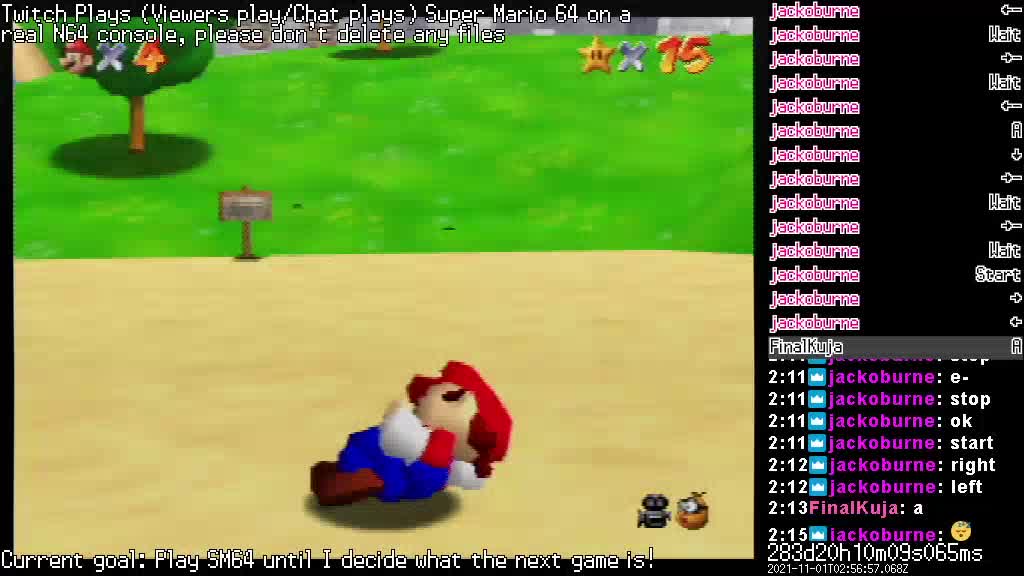 Twitch Plays (Viewers play/Chat plays) Super Mario 64 on a
real N64 console, please don't delete any files
x 4
x 15
jackoburne ←
jackoburne Wait
jackoburne
jackoburne Wait
jackoburne ←
jackoburne A
jackoburne ↓
jackoburne
jackoburne Wait
jackoburne
jackoburne Wait
jackoburne Start
jackoburne →
jackoburne ←
FinalKuja A
2:11 jackoburne: stop
2:11 jackoburne: e-
2:11 jackoburne: stop
2:11 jackoburne: ok
2:11 jackoburne: start
2:12 jackoburne: right
2:12 jackoburne: left
2:13 FinalKuja: a
2:15 jackoburne: 😴
283d20h10m09s065ms
2021-11-01T02:56:57.068Z
Current goal: Play SM64 until I decide what the next game is!